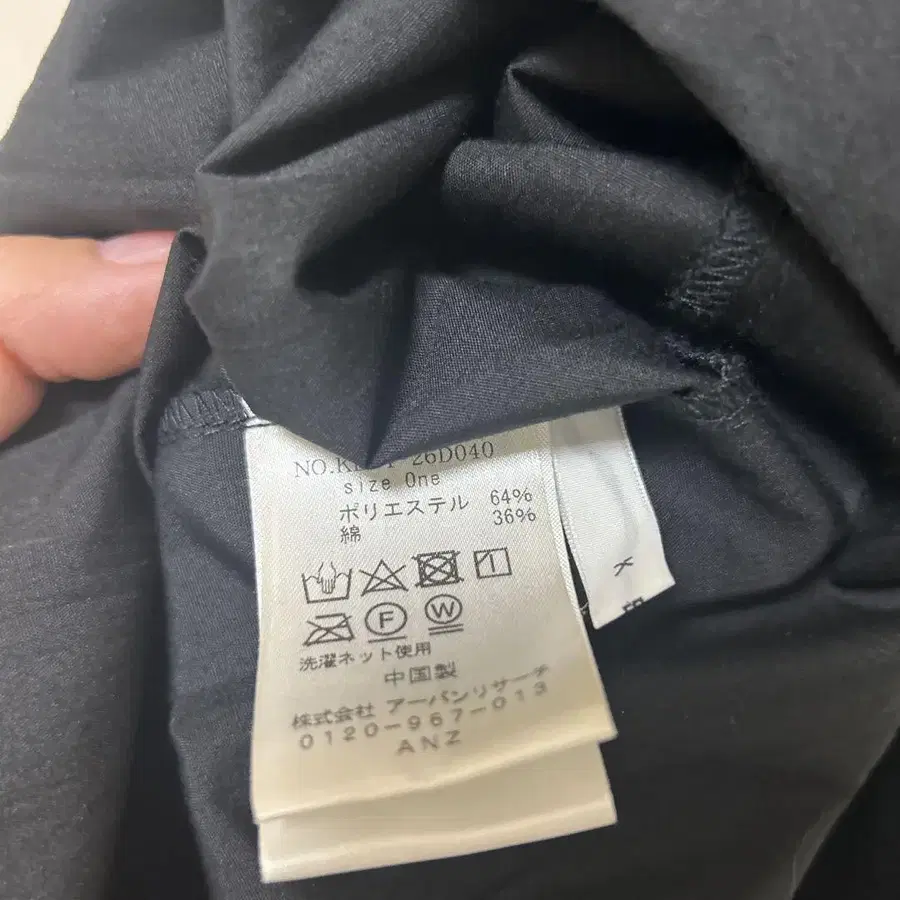 26D040
size One
ポリエステル 64%
綿 36%
F W
洗濯ネット使用
中国製
株式会社 アーバンリサーチ
0120-967-013
ANZ